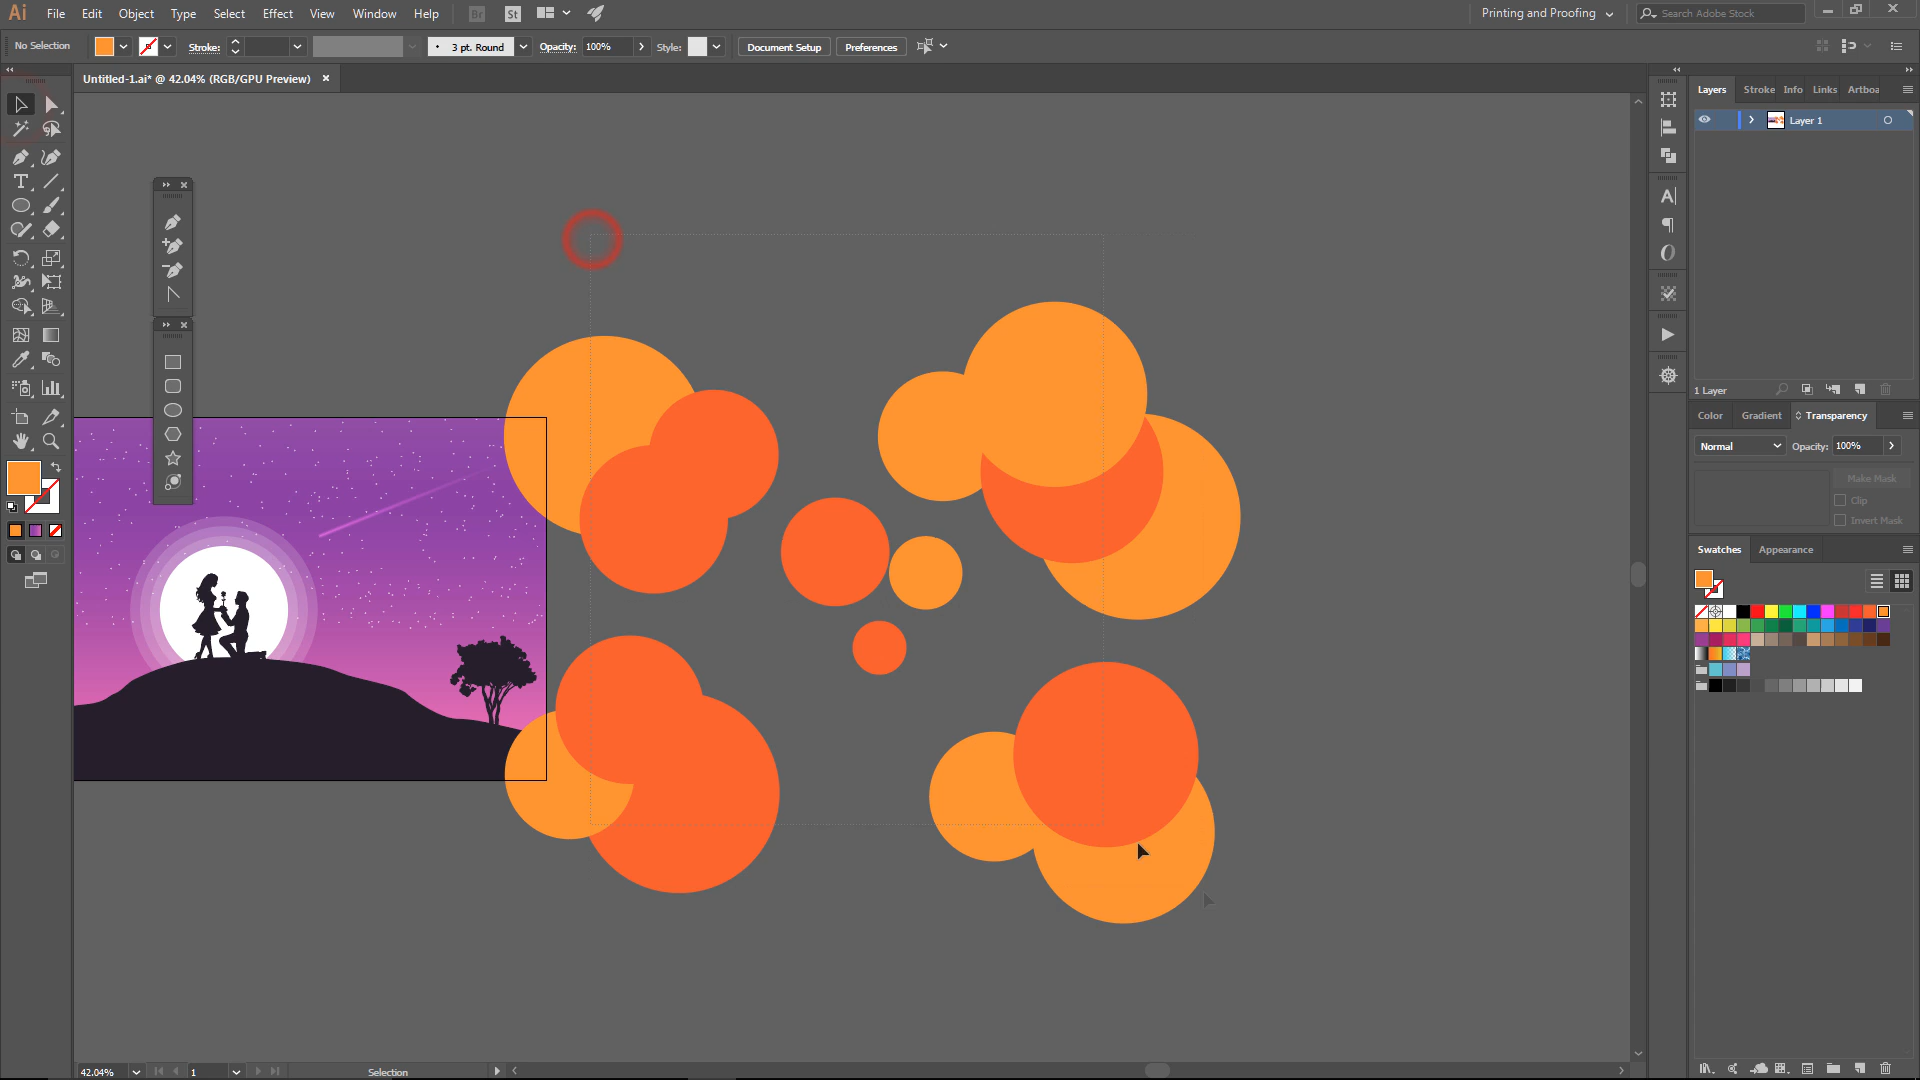 Ai File Edit Object Type Select Effect View Window Help Br St Printing and Proofing Search Adobe Stock
No Selection Stroke: 3 pt. Round Opacity: 100% Style: Document Setup Preferences
Untitled-1.ai* @ 42.04% (RGB/GPU Preview)
Layers Stroke Info Links Artboa
Layer 1
1 Layer
Color Gradient Transparency
Normal Opacity: 100%
Make Mask
Clip
Invert Mask
Swatches Appearance
42.04% 1 Selection